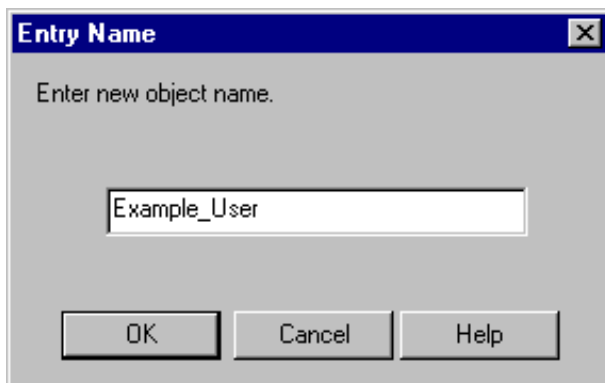 Entry Name
Enter new object name.
Example_User
OK Cancel Help